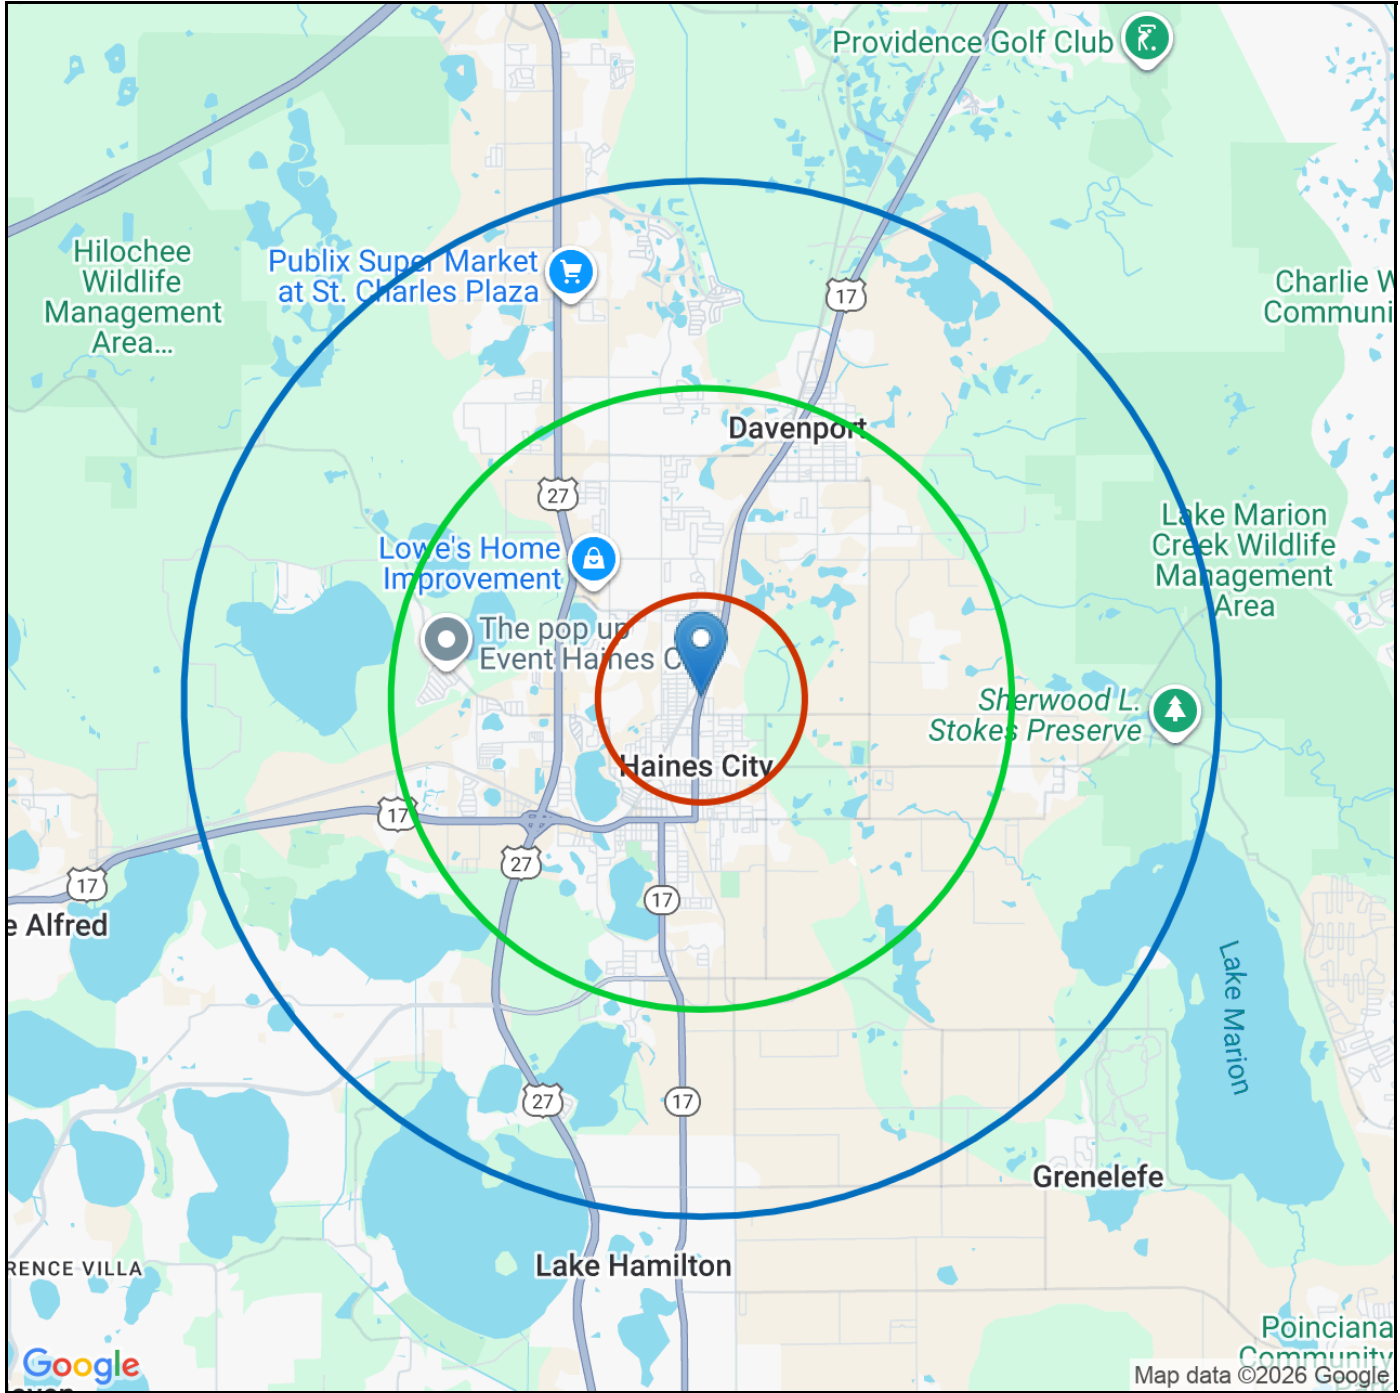 Providence Golf Club
Hilochee
Wildlife
Management
Area...
Publix Super Market
at St. Charles Plaza
17
Charlie W
Communi
Davenport
27
Lowe's Home
Improvement
Lake Marion
Creek Wildlife
Management
Area
The pop up
Event Haines C
Sherwood L.
Stokes Preserve
Haines City
17
27
17
17
e Alfred
Lake Marion
27
17
Grenelefe
Lake Hamilton
RENCE VILLA
Poinciana
Community
Google
Map data ©2026 Google